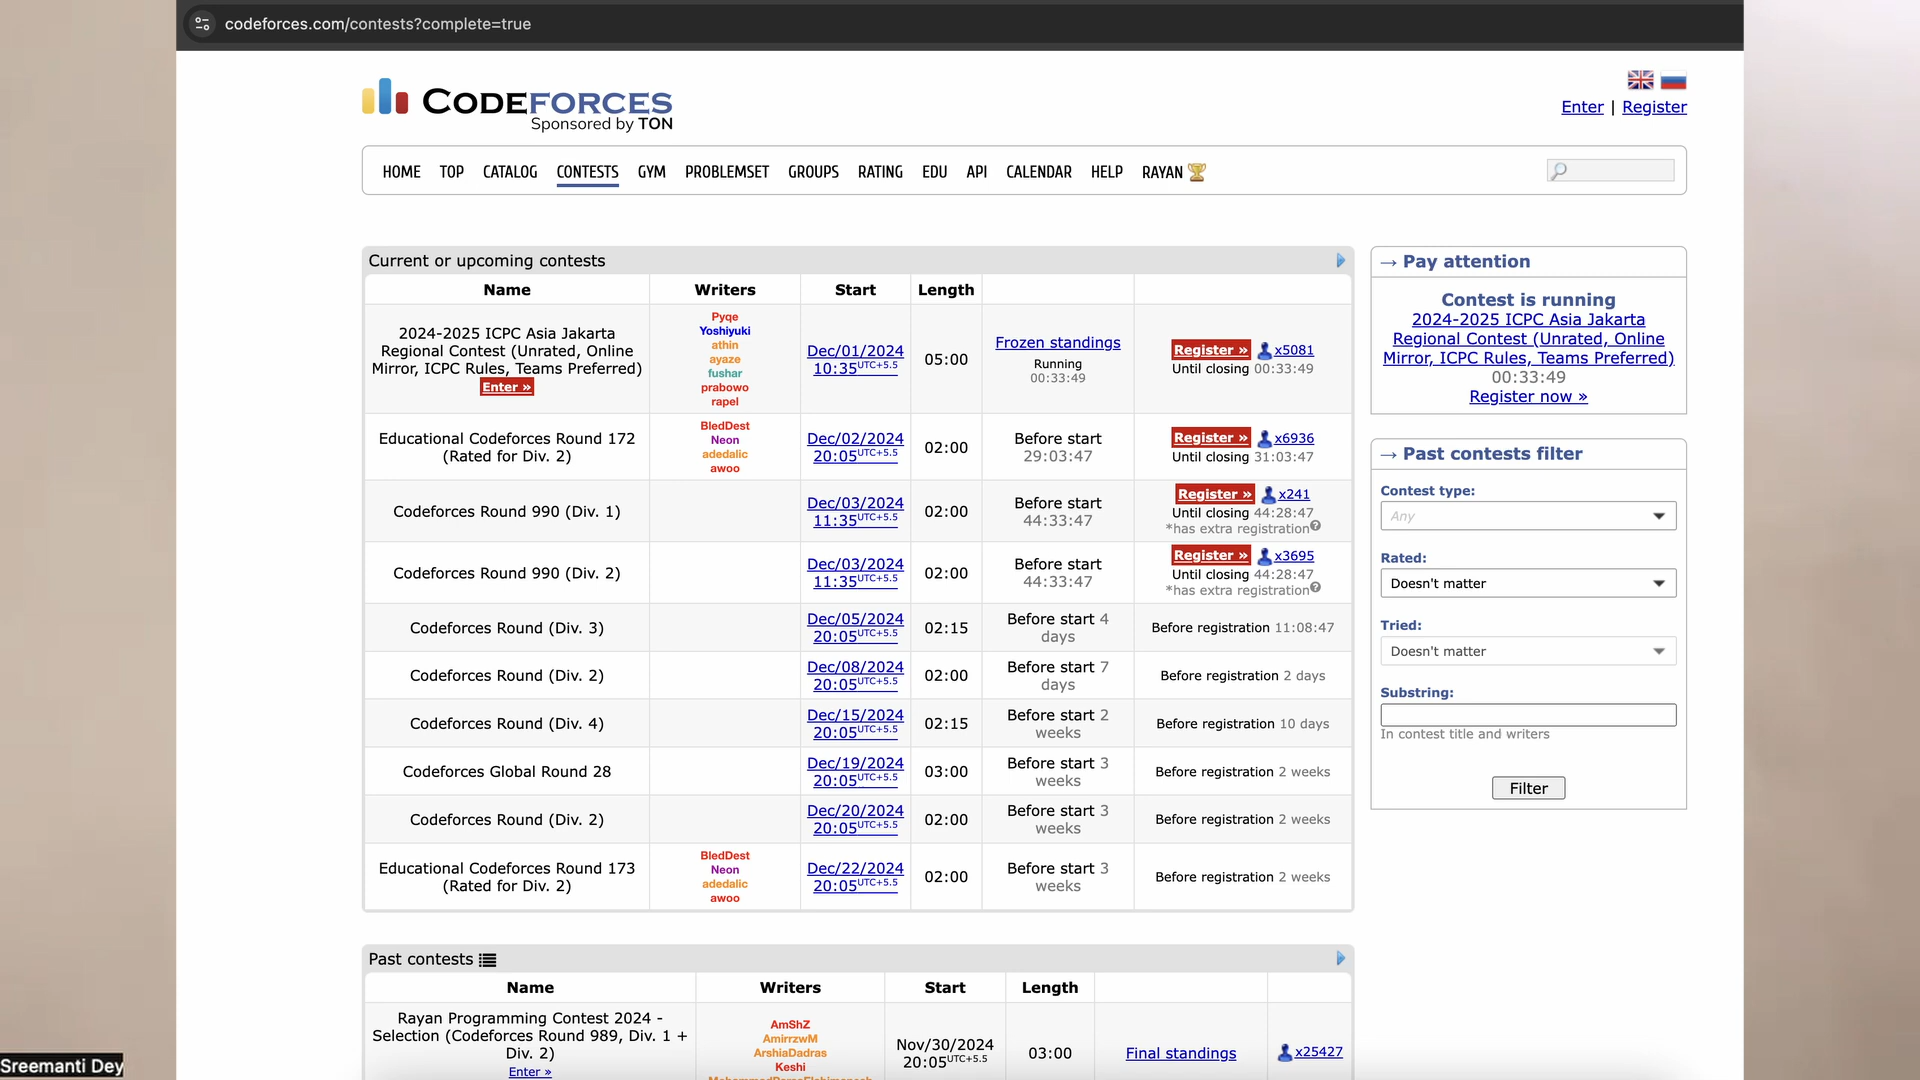 codeforces.com/contests?complete=true
CODEFORCES
Sponsored by TON
Enter | Register
HOME TOP CATALOG CONTESTS GYM PROBLEMSET GROUPS RATING EDU API CALENDAR HELP RAYAN
Current or upcoming contests
Name Writers Start Length
2024-2025 ICPC Asia Jakarta
Regional Contest (Unrated, Online
Mirror, ICPC Rules, Teams Preferred)
Enter »
Pyqe
Yoshiyuki
athin
ayaze
fushar
prabowo
rapel
Dec/01/2024
10:35UTC+5.5
05:00
Frozen standings
Running
00:33:49
Register » x5081
Until closing 00:33:49
Educational Codeforces Round 172
(Rated for Div. 2)
BledDest
Neon
adedalic
awoo
Dec/02/2024
20:05UTC+5.5
02:00
Before start
29:03:47
Register » x6936
Until closing 31:03:47
Codeforces Round 990 (Div. 1)
Dec/03/2024
11:35UTC+5.5
02:00
Before start
44:33:47
Register » x241
Until closing 44:28:47
*has extra registration?
Codeforces Round 990 (Div. 2)
Dec/03/2024
11:35UTC+5.5
02:00
Before start
44:33:47
Register » x3695
Until closing 44:28:47
*has extra registration?
Codeforces Round (Div. 3)
Dec/05/2024
20:05UTC+5.5
02:15
Before start 4
days
Before registration 11:08:47
Codeforces Round (Div. 2)
Dec/08/2024
20:05UTC+5.5
02:00
Before start 7
days
Before registration 2 days
Codeforces Round (Div. 4)
Dec/15/2024
20:05UTC+5.5
02:15
Before start 2
weeks
Before registration 10 days
Codeforces Global Round 28
Dec/19/2024
20:05UTC+5.5
03:00
Before start 3
weeks
Before registration 2 weeks
Codeforces Round (Div. 2)
Dec/20/2024
20:05UTC+5.5
02:00
Before start 3
weeks
Before registration 2 weeks
Educational Codeforces Round 173
(Rated for Div. 2)
BledDest
Neon
adedalic
awoo
Dec/22/2024
20:05UTC+5.5
02:00
Before start 3
weeks
Before registration 2 weeks
Past contests
Name Writers Start Length
Rayan Programming Contest 2024 -
Selection (Codeforces Round 989, Div. 1 +
Div. 2)
Enter »
AmShZ
AmirrzwM
ArshiaDadras
Keshi
Nov/30/2024
20:05UTC+5.5
03:00
Final standings
x25427
→ Pay attention
Contest is running
2024-2025 ICPC Asia Jakarta
Regional Contest (Unrated, Online
Mirror, ICPC Rules, Teams Preferred)
00:33:49
Register now »
→ Past contests filter
Contest type:
Any
Rated:
Doesn't matter
Tried:
Doesn't matter
Substring:
In contest title and writers
Filter
Sreemanti Dey